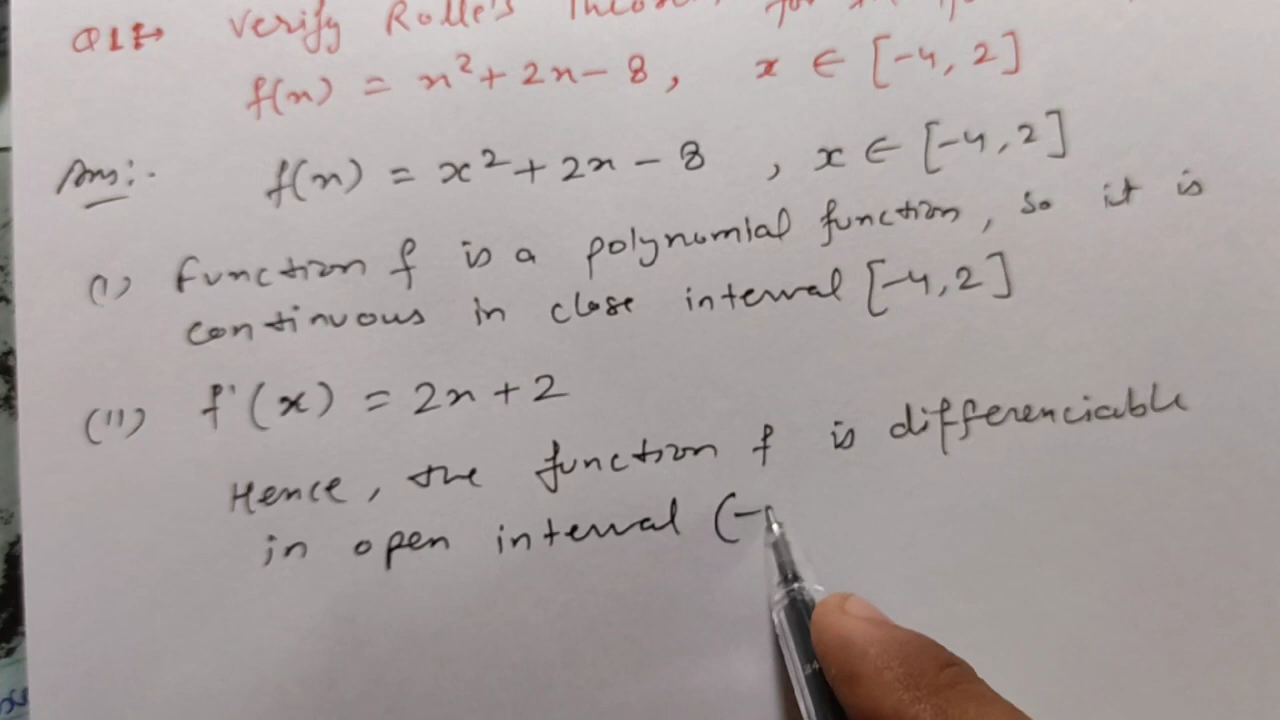 Q1 Verify Rolle's Theorem for
f(x) = x² + 2x - 8, x ∈ [-4, 2]
Ans:. f(x) = x² + 2x - 8 , x ∈ [-4, 2]
(i) Function f is a polynomial function, so it is
continuous in close interval [-4, 2]
(ii) f'(x) = 2x + 2
Hence, the function f is differenciable
in open interval (-